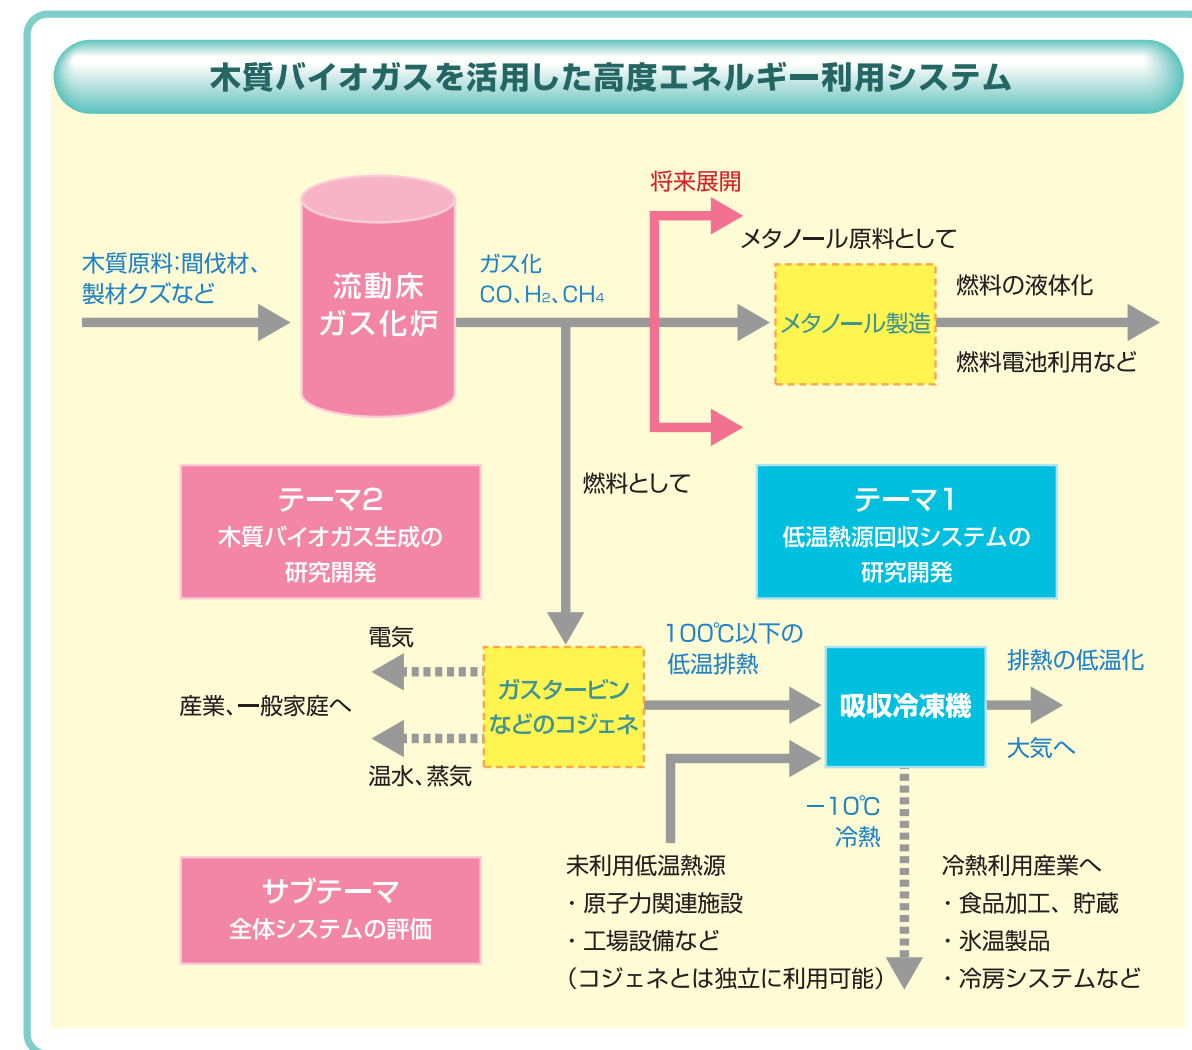 木質バイオガスを活用した高度エネルギー利用システム
将来展開
木質原料:間伐材、
製材クズなど
流動床
ガス化炉
ガス化
CO、H₂、CH₄
メタノール原料として
メタノール製造
燃料の液体化
燃料電池利用など
テーマ2
木質バイオガス生成の
研究開発
燃料として
テーマ1
低温熱源回収システムの
研究開発
電気
産業、一般家庭へ
温水、蒸気
ガスタービン
などのコジェネ
100℃以下の
低温排熱
吸収冷凍機
排熱の低温化
大気へ
−10℃
冷熱
サブテーマ
全体システムの評価
未利用低温熱源
・原子力関連施設
・工場設備など
（コジェネとは独立に利用可能）
冷熱利用産業へ
・食品加工、貯蔵
・氷温製品
・冷房システムなど